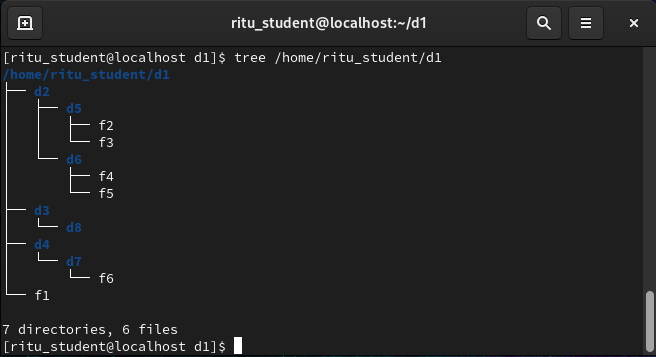 ritu_student@localhost:~/d1
[ritu_student@localhost d1]$ tree /home/ritu_student/d1
/home/ritu_student/d1
├── d2
│   ├── d5
│   │   ├── f2
│   │   └── f3
│   └── d6
│       ├── f4
│       └── f5
├── d3
│   └── d8
├── d4
│   └── d7
│       └── f6
└── f1
7 directories, 6 files
[ritu_student@localhost d1]$